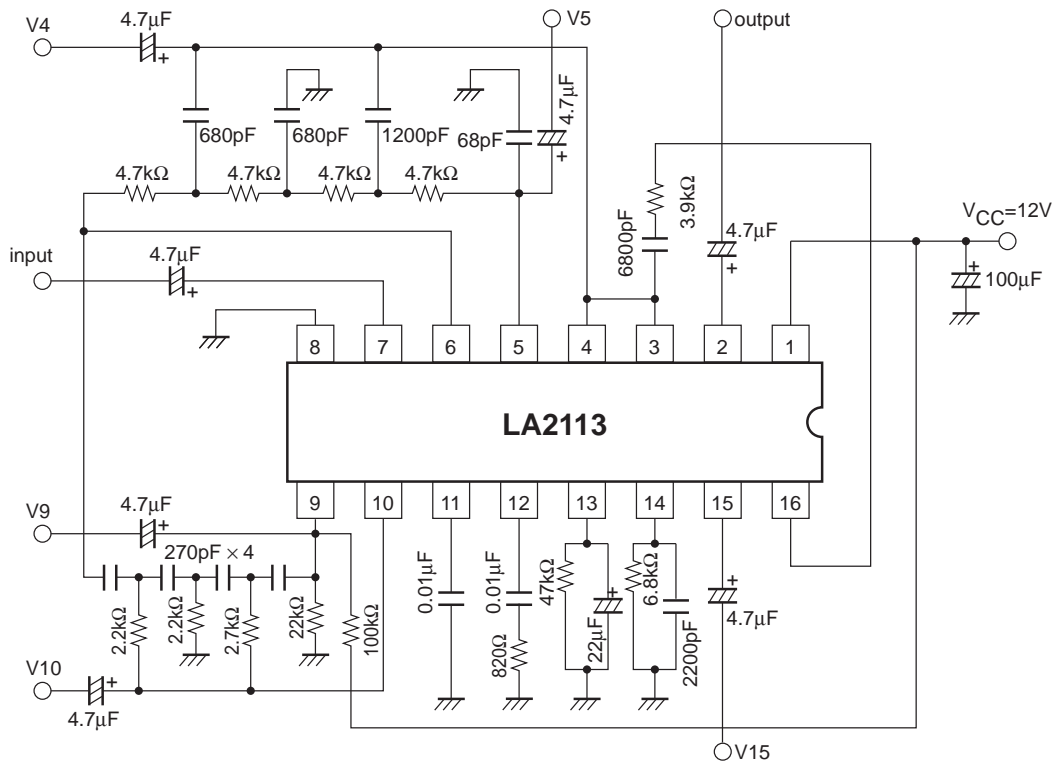 V4
4.7μF
+
V5
output
680pF
680pF
1200pF
68pF
4.7μF
+
4.7kΩ
4.7kΩ
4.7kΩ
4.7kΩ
3.9kΩ
6800pF
4.7μF
+
VCC=12V
+
100μF
input
4.7μF
+
8
7
6
5
4
3
2
1
LA2113
9
10
11
12
13
14
15
16
V9
4.7μF
+
270pF × 4
2.2kΩ
2.2kΩ
2.7kΩ
22kΩ
100kΩ
0.01μF
0.01μF
820Ω
47kΩ
+
22μF
6.8kΩ
2200pF
+
4.7μF
V10
+
4.7μF
V15